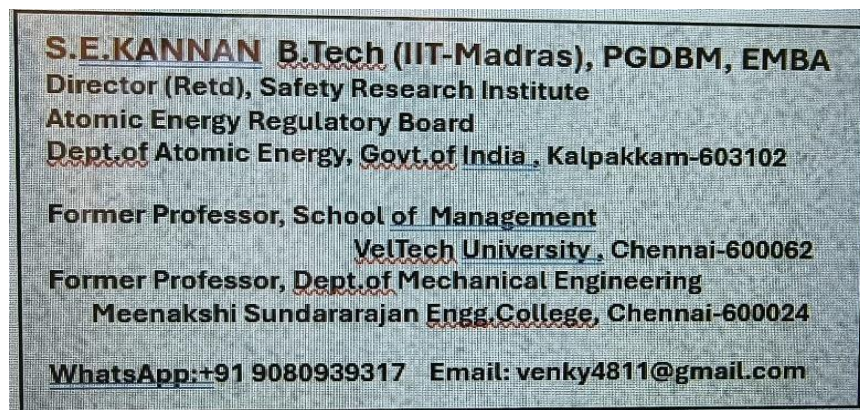 S.E.KANNAN B.Tech (IIT-Madras), PGDBM, EMBA
Director (Retd), Safety Research Institute
Atomic Energy Regulatory Board
Dept.of Atomic Energy, Govt.of India , Kalpakkam-603102
Former Professor, School of Management
VelTech University , Chennai-600062
Former Professor, Dept.of Mechanical Engineering
Meenakshi Sundararajan Engg.College, Chennai-600024
WhatsApp:+91 9080939317 Email: venky4811@gmail.com